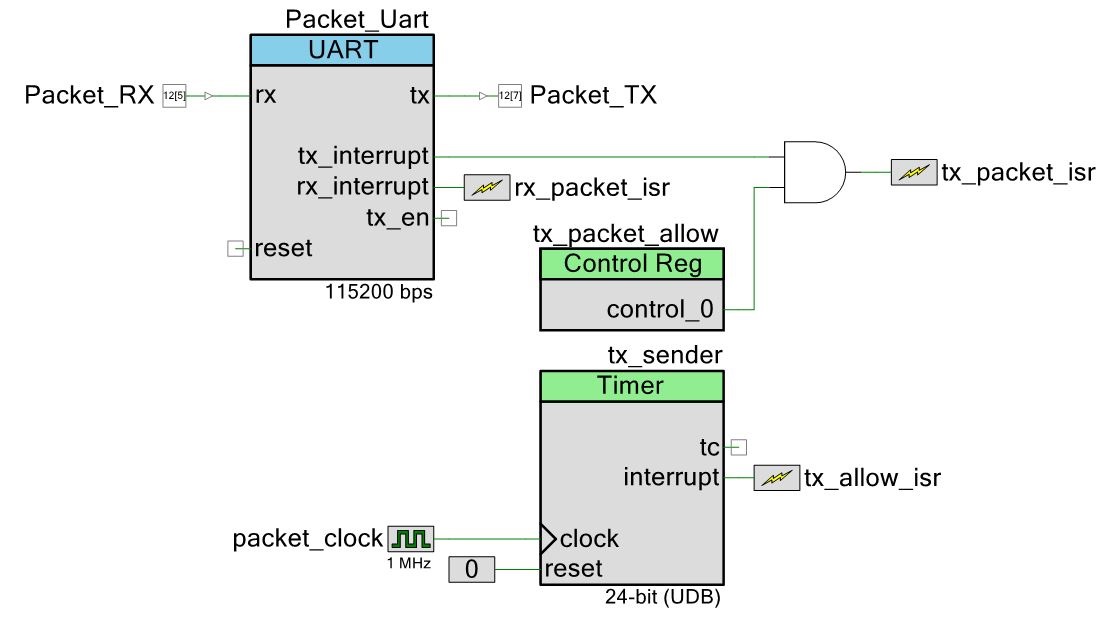 Packet_Uart
UART
Packet_RX 12[5] rx tx 12[7] Packet_TX
tx_interrupt
rx_interrupt rx_packet_isr
tx_packet_isr
tx_en
reset
115200 bps
tx_packet_allow
Control Reg
control_0
tx_sender
Timer
tc
interrupt tx_allow_isr
packet_clock clock
1 MHz
0 reset
24-bit (UDB)